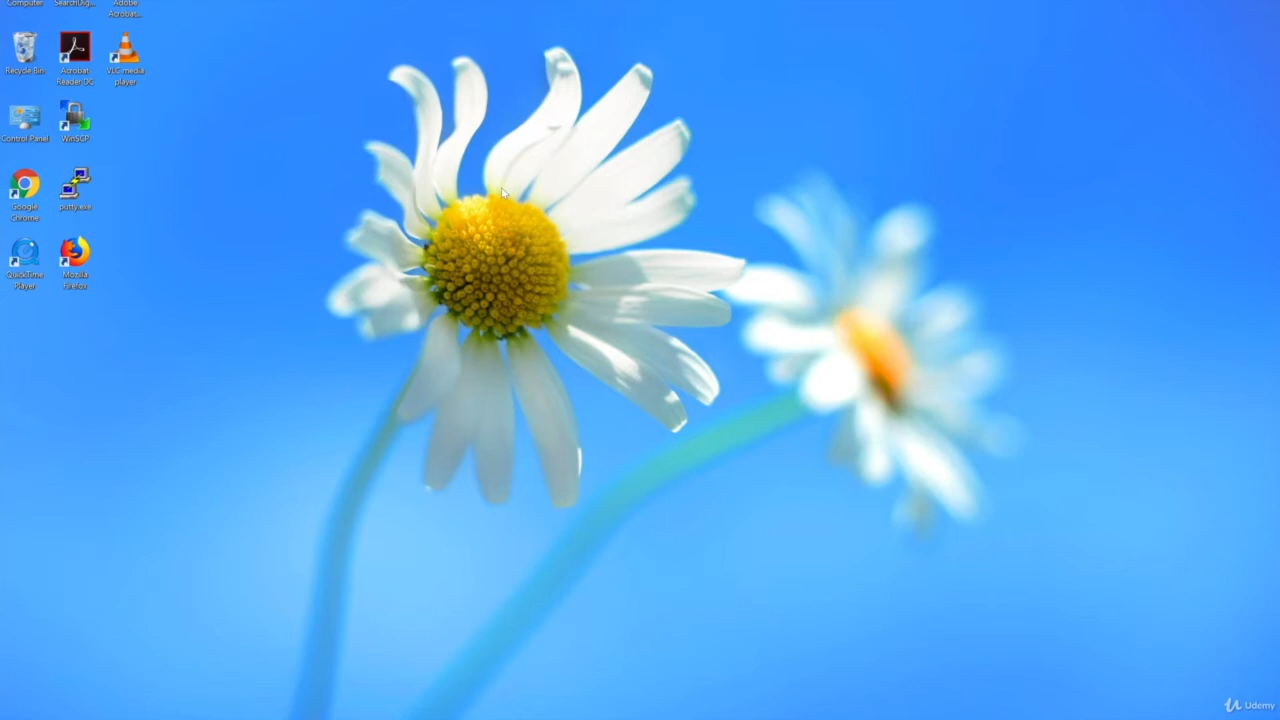 Computer
SearchDig...
Adobe
Acrobat...
Recycle Bin
Acrobat
Reader DC
VLC media
player
Control Panel
WinSCP
Google
Chrome
putty.exe
QuickTime
Player
Mozilla
Firefox
Udemy